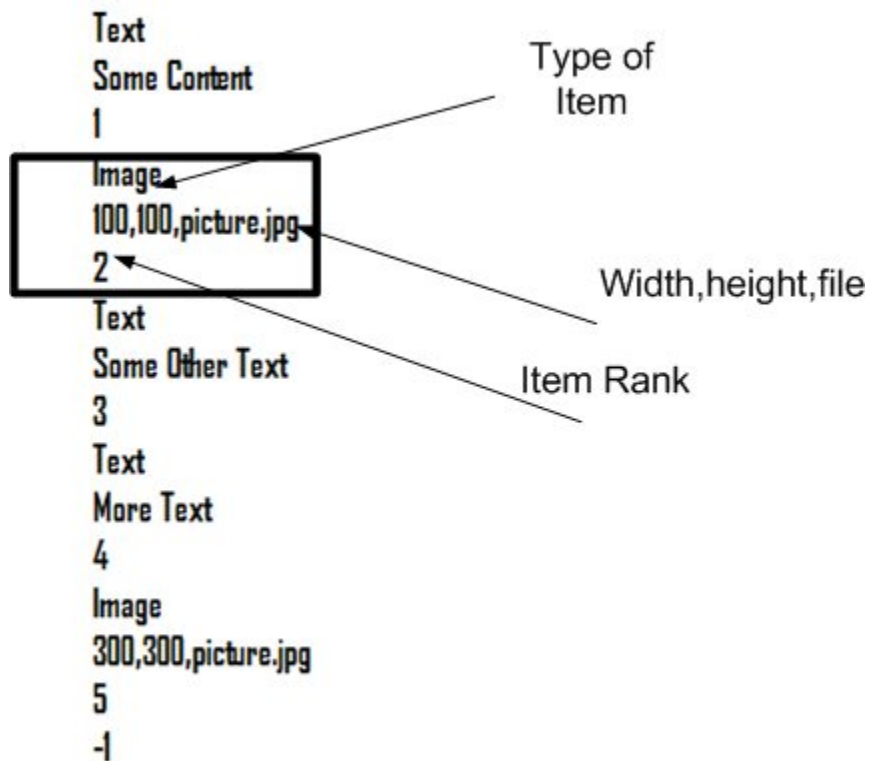 Text
Some Content
1
Image
100,100,picture.jpg
2
Text
Some Other Text
3
Text
More Text
4
Image
300,300,picture.jpg
5
-1
Type of
Item
Width,height,file
Item Rank